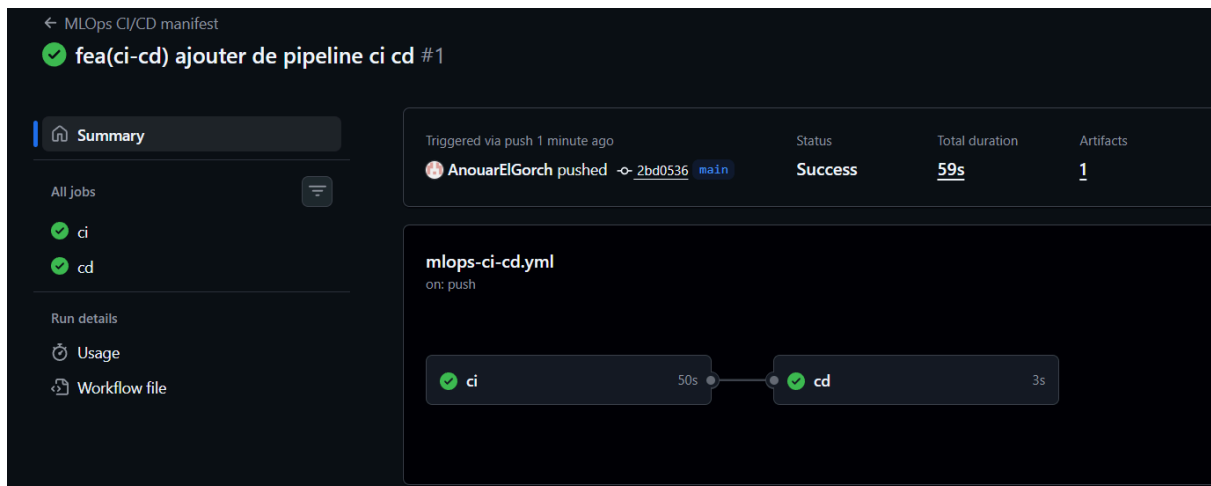 ← MLOps CI/CD manifest
fea(ci-cd) ajouter de pipeline ci cd #1
Summary
All jobs
ci
cd
Run details
Usage
Workflow file
Triggered via push 1 minute ago
AnouarElGorch pushed 2bd0536 main
Status
Success
Total duration
59s
Artifacts
1
mlops-ci-cd.yml
on: push
ci 50s
cd 3s